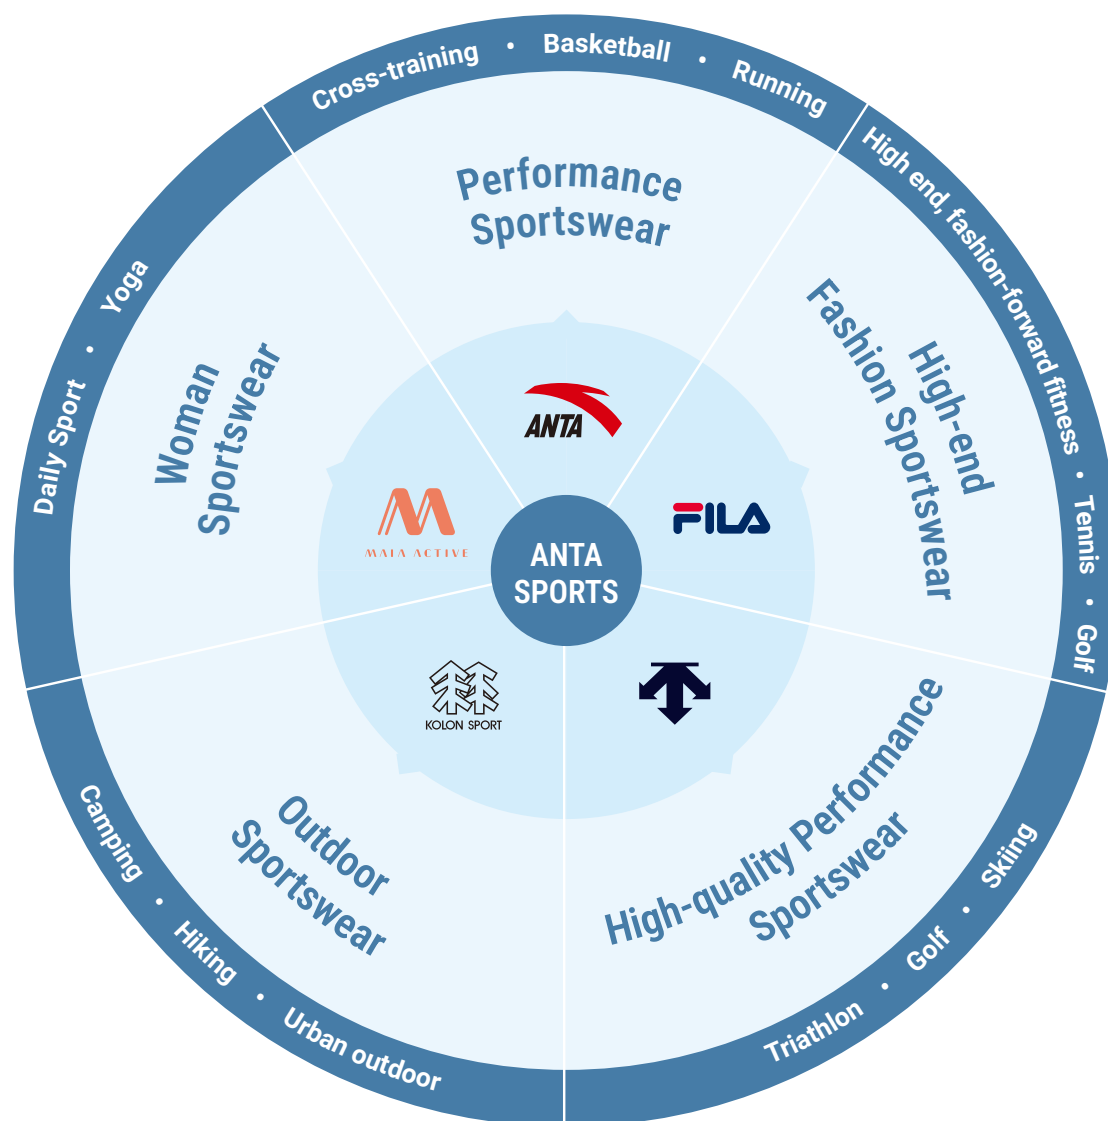 Cross-training • Basketball • Running
Performance
Sportswear
ANTA
High end, fashion-forward fitness • Tennis • Golf
High-end
Fashion Sportswear
FILA
Skiing • Golf • Triathlon
High-quality Performance
Sportswear
Camping • Hiking • Urban outdoor
Outdoor
Sportswear
KOLON SPORT
Daily Sport • Yoga
Woman
Sportswear
MAIA ACTIVE
ANTA
SPORTS